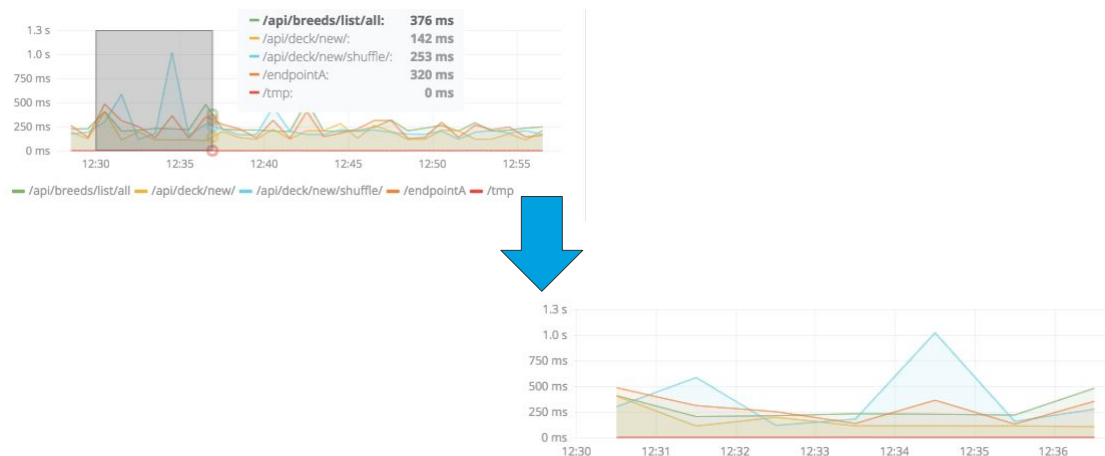 /api/breeds/list/all: 376 ms
/api/deck/new/: 142 ms
/api/deck/new/shuffle/: 253 ms
/endpointA: 320 ms
/tmp: 0 ms
1.3 s
1.0 s
750 ms
500 ms
250 ms
0 ms
12:30 12:35 12:40 12:45 12:50 12:55
/api/breeds/list/all /api/deck/new/ /api/deck/new/shuffle/ /endpointA /tmp
1.3 s
1.0 s
750 ms
500 ms
250 ms
0 ms
12:30 12:31 12:32 12:33 12:34 12:35 12:36